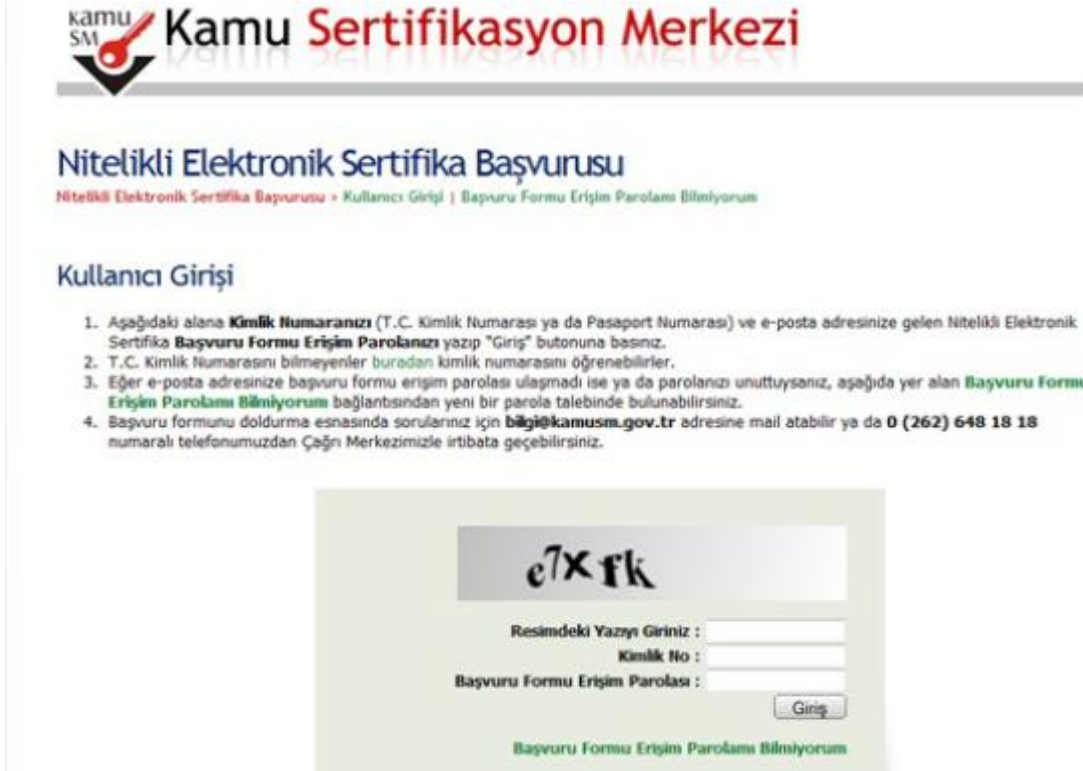 Kamu
SM
Kamu Sertifikasyon Merkezi
Nitelikli Elektronik Sertifika Başvurusu
Nitelikli Elektronik Sertifika Başvurusu » Kullanıcı Girişi | Başvuru Formu Erişim Parolamı Bilmiyorum
Kullanıcı Girişi
1. Aşağıdaki alana Kimlik Numaranızı (T.C. Kimlik Numarası ya da Pasaport Numarası) ve e-posta adresinize gelen Nitelikli Elektronik
Sertifika Başvuru Formu Erişim Parolanızı yazıp "Giriş" butonuna basınız.
2. T.C. Kimlik Numarasını bilmeyenler buradan kimlik numarasını öğrenebilirler.
3. Eğer e-posta adresinize başvuru formu erişim parolası ulaşmadı ise ya da parolanızı unuttuysanız, aşağıda yer alan Başvuru Formu
Erişim Parolamı Bilmiyorum bağlantısından yeni bir parola talebinde bulunabilirsiniz.
4. Başvuru formunu doldurma esnasında sorularınız için bilgi@kamusm.gov.tr adresine mail atabilir ya da 0 (262) 648 18 18
numaralı telefonumuzdan Çağrı Merkezimizle irtibata geçebilirsiniz.
e7xfk
Resimdeki Yazıyı Giriniz :
Kimlik No :
Başvuru Formu Erişim Parolası :
Giriş
Başvuru Formu Erişim Parolamı Bilmiyorum